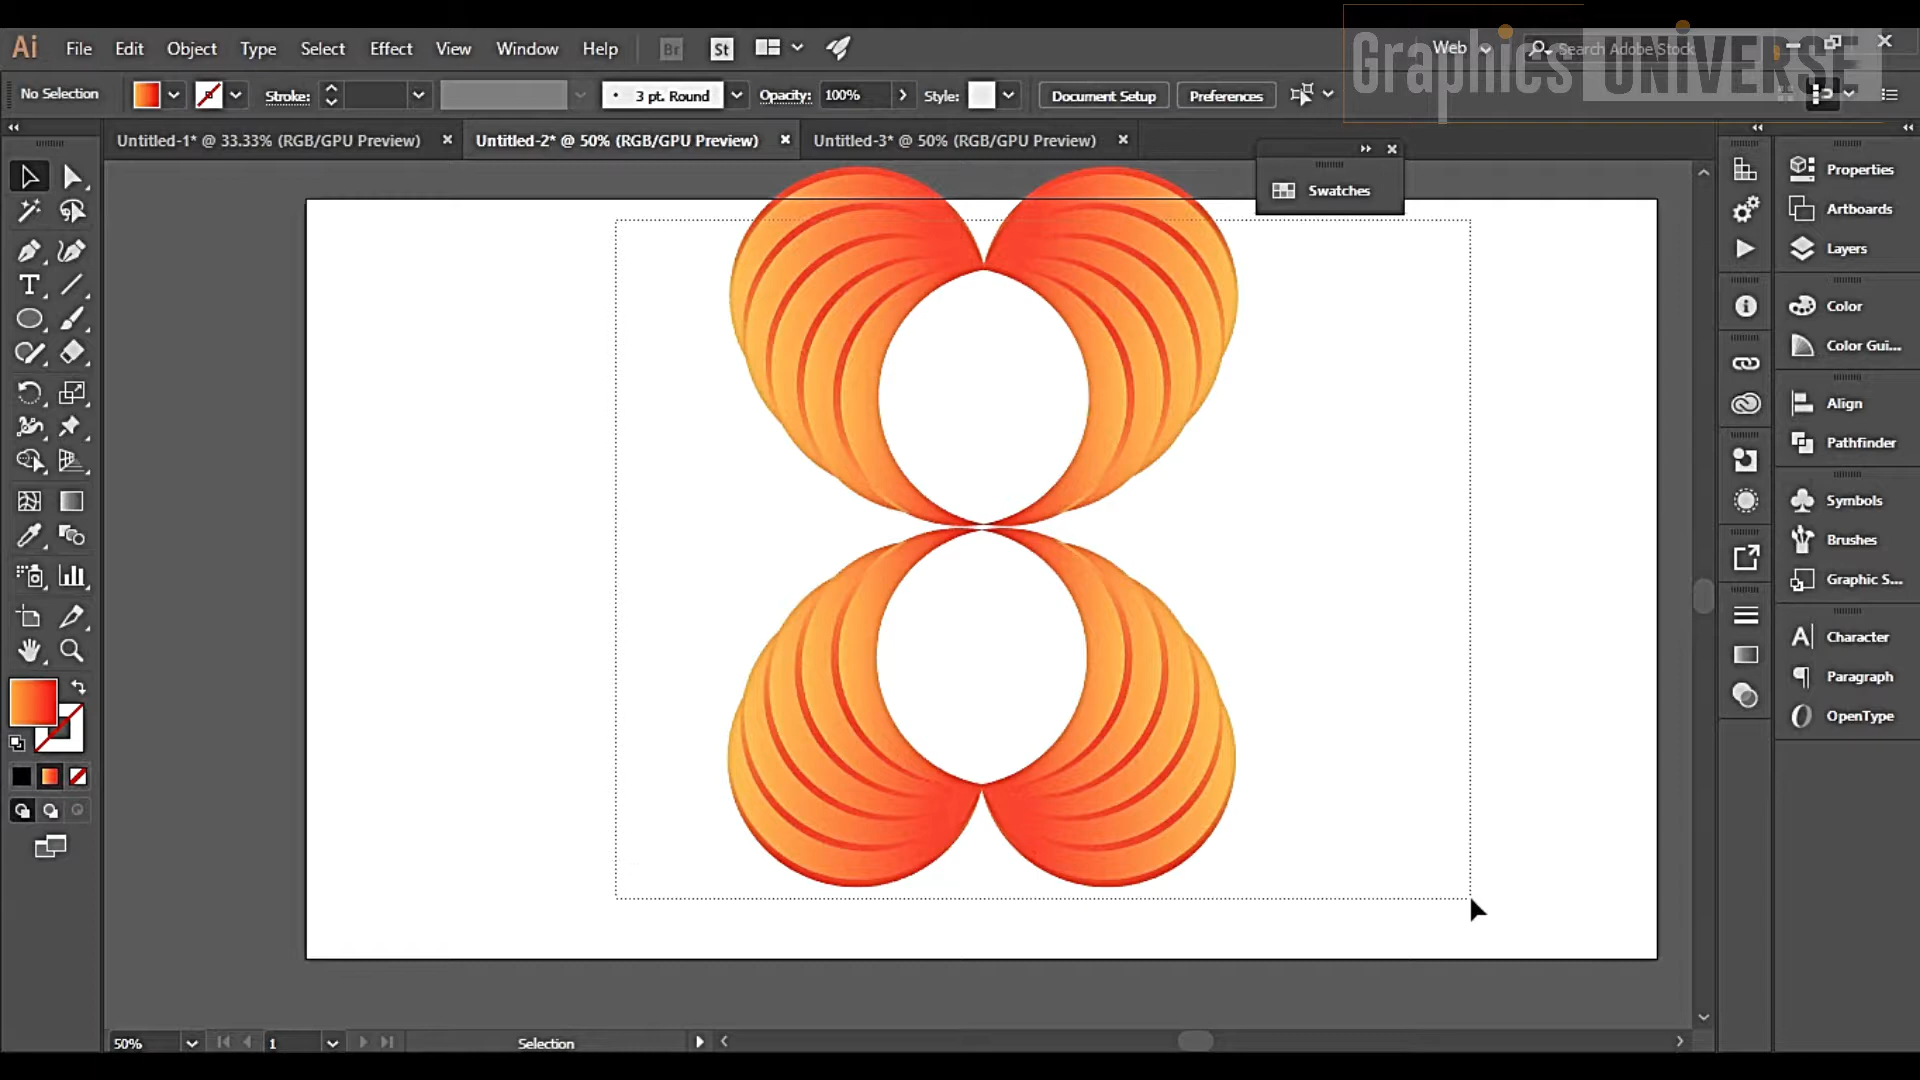 Graphics UNiVERSE
Ai File Edit Object Type Select Effect View Window Help Br St Web Search Adobe Stock
No Selection Stroke: 3 pt. Round Opacity: 100% Style: Document Setup Preferences
Untitled-1* @ 33.33% (RGB/GPU Preview) Untitled-2* @ 50% (RGB/GPU Preview) Untitled-3* @ 50% (RGB/GPU Preview)
Swatches
Properties
Artboards
Layers
Color
Color Gui...
Align
Pathfinder
Symbols
Brushes
Graphic S...
Character
Paragraph
OpenType
50% 1 Selection